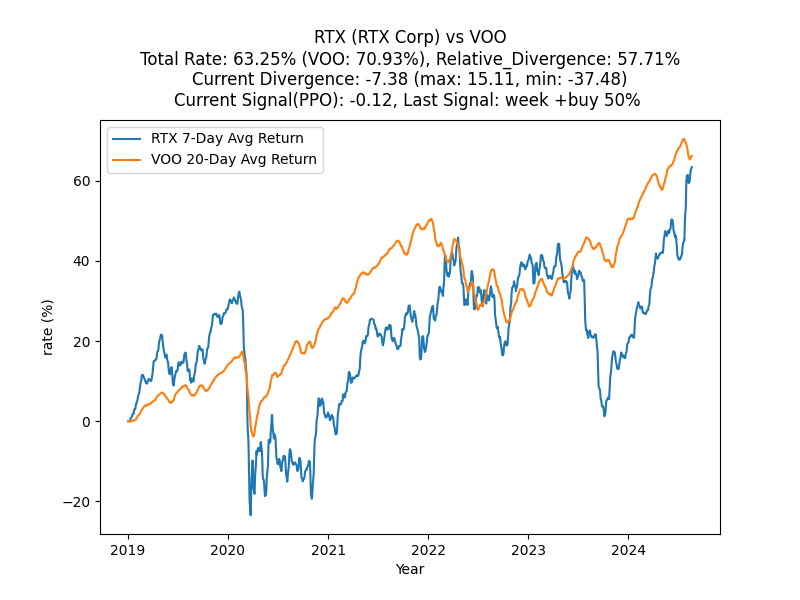 RTX (RTX Corp) vs VOO
Total Rate: 63.25% (VOO: 70.93%), Relative_Divergence: 57.71%
Current Divergence: -7.38 (max: 15.11, min: -37.48)
Current Signal(PPO): -0.12, Last Signal: week +buy 50%
RTX 7-Day Avg Return
VOO 20-Day Avg Return
60
40
20
0
−20
rate (%)
2019 2020 2021 2022 2023 2024
Year